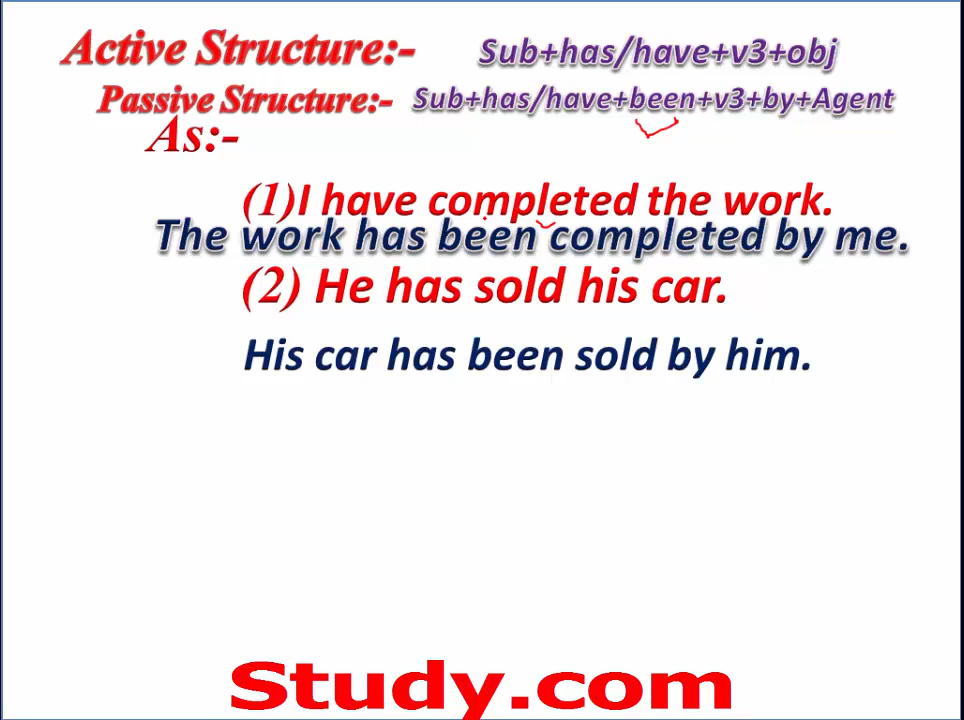 Active Structure:- Sub+has/have+v3+obj
Passive Structure:- Sub+has/have+been+v3+by+Agent
As:-
(1)I have completed the work.
The work has been completed by me.
(2) He has sold his car.
His car has been sold by him.
Study.com